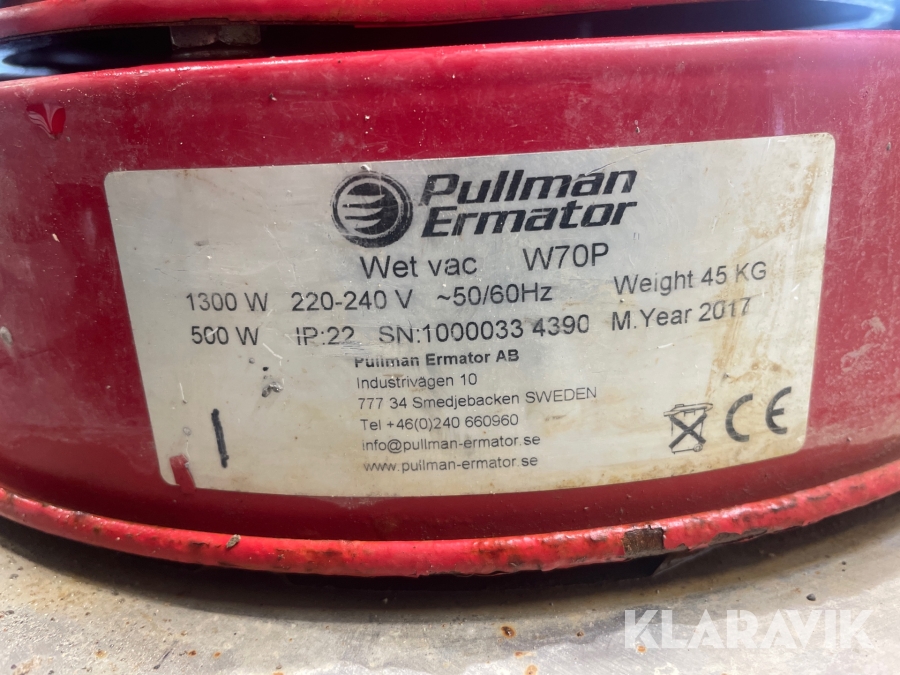 Pullman
Ermator
Wet vac W70P
1300 W 220-240 V ~50/60Hz Weight 45 KG
500 W IP:22 SN:1000033 4390 M.Year 2017
Pullman Ermator AB
Industrivägen 10
777 34 Smedjebacken SWEDEN
Tel +46(0)240 660960
info@pullman-ermator.se
www.pullman-ermator.se
CE
KLARAVIK